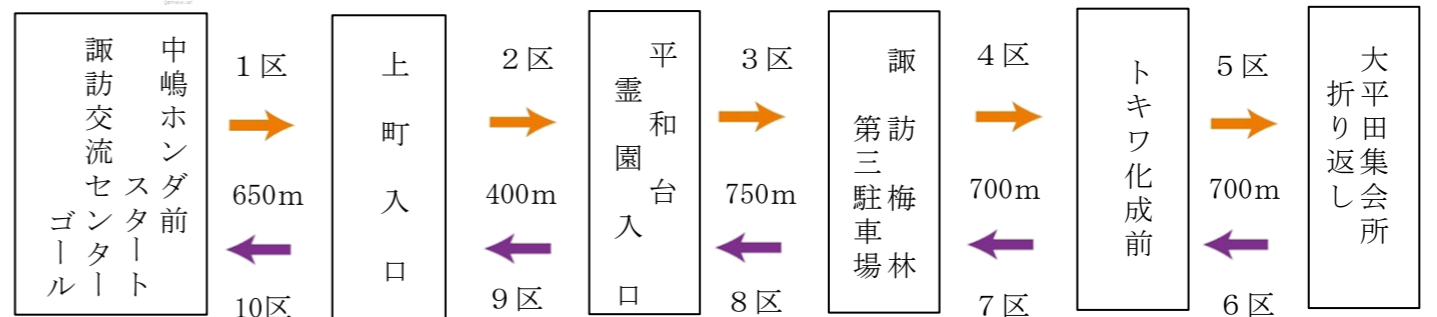 中嶋ホンダ前
スタート
諏訪交流センター
ゴール
1区
650m
10区
上町入口
2区
400m
9区
平和台
霊園入口
3区
750m
8区
諏訪梅林
第三駐車場
4区
700m
7区
トキワ化成前
5区
700m
6区
大平田集会所
折り返し